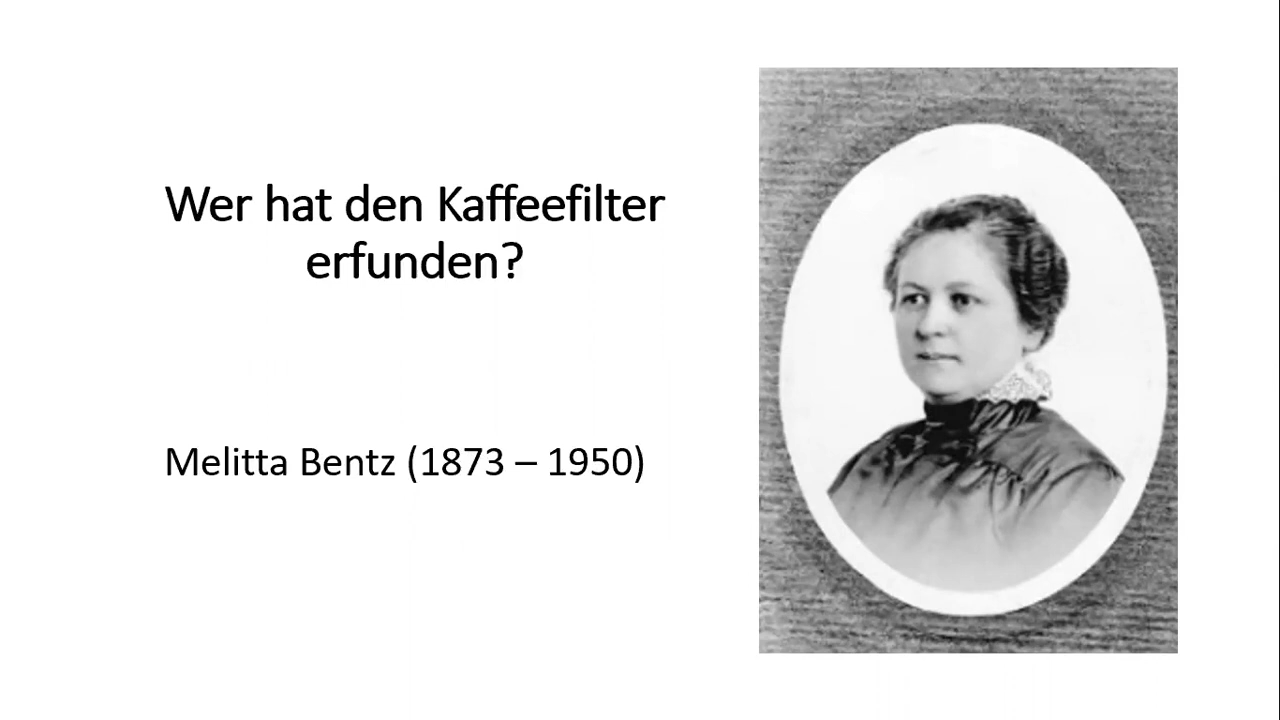 Wer hat den Kaffeefilter
erfunden?
Melitta Bentz (1873 – 1950)